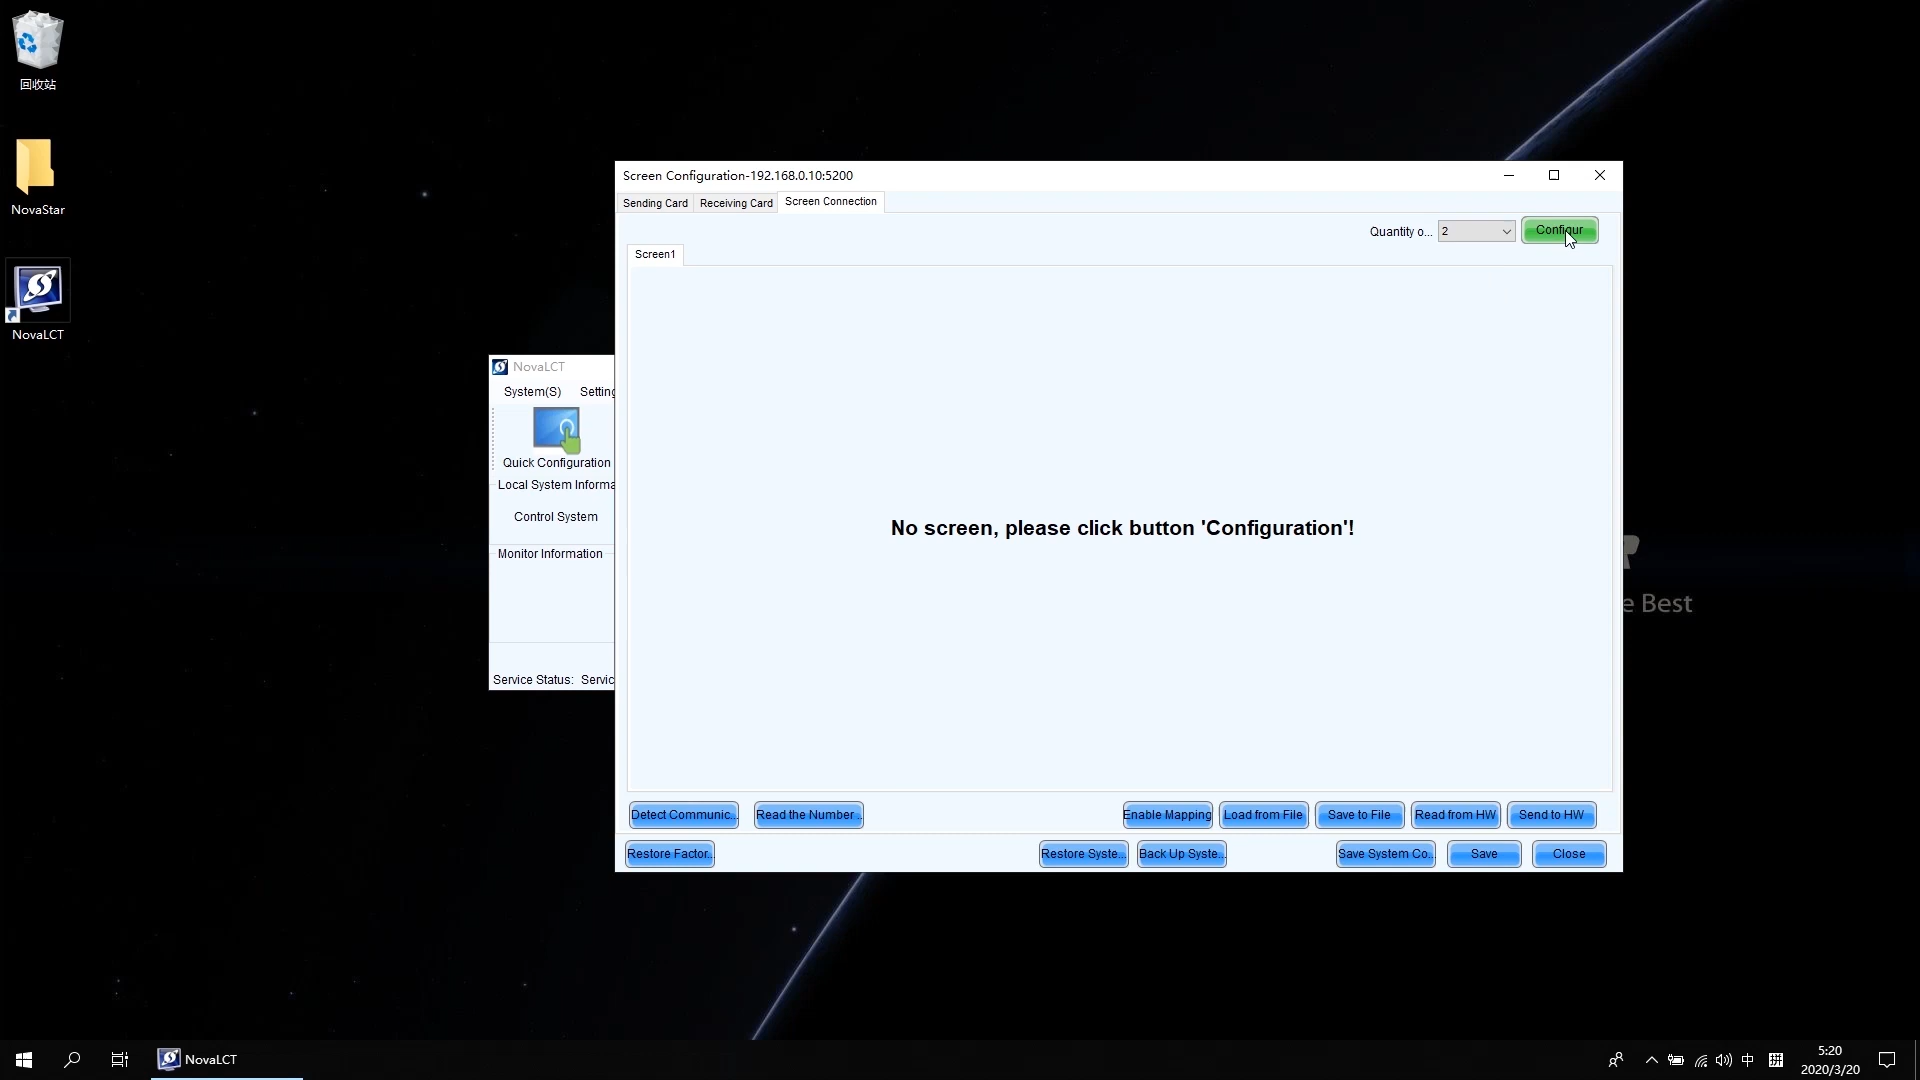 回收站
NovaStar
NovaLCT
Screen Configuration-192.168.0.10:5200
Sending Card
Receiving Card
Screen Connection
Quantity o...
2
Configur
Screen1
No screen, please click button 'Configuration'!
Detect Communic...
Read the Number ...
Enable Mapping
Load from File
Save to File
Read from HW
Send to HW
Restore Factor...
Restore Syste...
Back Up Syste...
Save System Co...
Save
Close
NovaLCT
System(S)
Setting
Quick Configuration
Local System Informa
Control System
Monitor Information
Service Status: Servic
e Best
NovaLCT
中
拼
5:20
2020/3/20